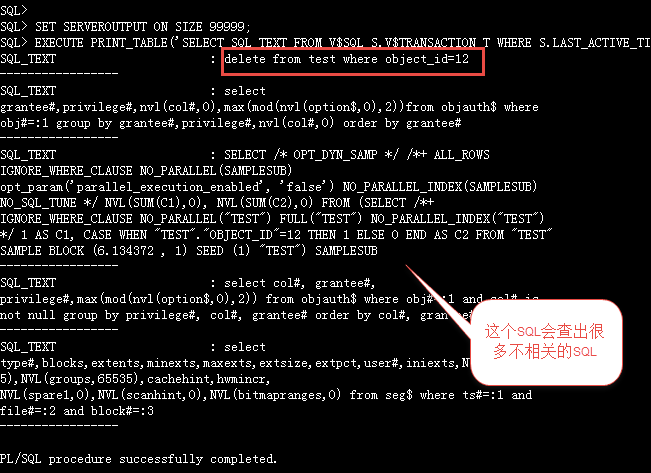 SQL>
SQL> SET SERVEROUTPUT ON SIZE 99999;
SQL> EXECUTE PRINT_TABLE('SELECT SQL_TEXT FROM V$SQL S,V$TRANSACTION T WHERE S.LAST_ACTIVE_TI
SQL_TEXT : delete from test where object_id=12
-----------------
SQL_TEXT : select
grantee#,privilege#,nvl(col#,0),max(mod(nvl(option$,0),2))from objauth$ where
obj#=:1 group by grantee#,privilege#,nvl(col#,0) order by grantee#
-----------------
SQL_TEXT : SELECT /* OPT_DYN_SAMP */ /*+ ALL_ROWS
IGNORE_WHERE_CLAUSE NO_PARALLEL(SAMPLESUB)
opt_param('parallel_execution_enabled', 'false') NO_PARALLEL_INDEX(SAMPLESUB)
NO_SQL_TUNE */ NVL(SUM(C1),0), NVL(SUM(C2),0) FROM (SELECT /*+
IGNORE_WHERE_CLAUSE NO_PARALLEL("TEST") FULL("TEST") NO_PARALLEL_INDEX("TEST")
*/ 1 AS C1, CASE WHEN "TEST"."OBJECT_ID"=12 THEN 1 ELSE 0 END AS C2 FROM "TEST"
SAMPLE BLOCK (6.134372 , 1) SEED (1) "TEST") SAMPLESUB
-----------------
SQL_TEXT : select col#, grantee#,
privilege#,max(mod(nvl(option$,0),2)) from objauth$ where obj#=:1 and
not null group by privilege#, col#, grantee# order by col#,
-----------------
SQL_TEXT : select
type#,blocks,extents,minexts,maxexts,extsize,extpct,user#,iniexts,
5),NVL(groups,65535),cachehint,hwmincr,
NVL(spare1,0),NVL(scanhint,0),NVL(bitmapranges,0) from seg$ where ts#=:1 and
file#=:2 and block#=:3
-----------------
PL/SQL procedure successfully completed.
这个SQL会查出很
多不相关的SQL